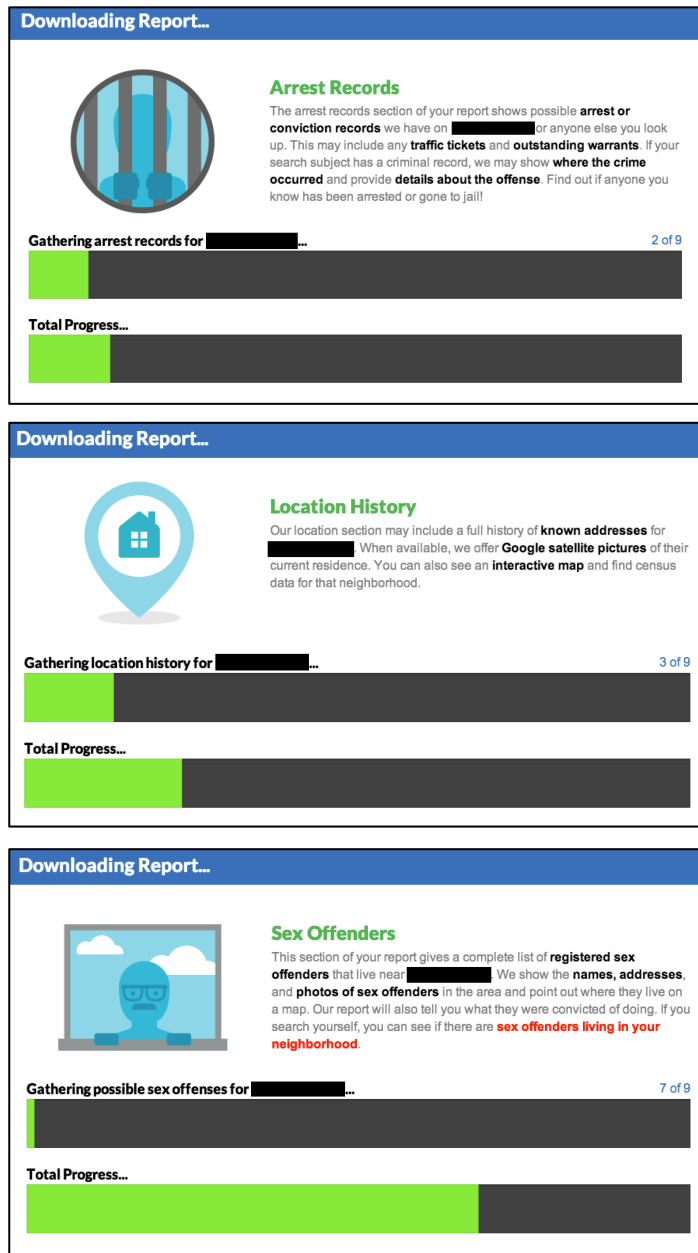 Downloading Report...
Arrest Records
The arrest records section of your report shows possible arrest or
conviction records we have on or anyone else you look
up. This may include any traffic tickets and outstanding warrants. If your
search subject has a criminal record, we may show where the crime
occurred and provide details about the offense. Find out if anyone you
know has been arrested or gone to jail!
Gathering arrest records for ... 2 of 9
Total Progress...
Downloading Report...
Location History
Our location section may include a full history of known addresses for
. When available, we offer Google satellite pictures of their
current residence. You can also see an interactive map and find census
data for that neighborhood.
Gathering location history for ... 3 of 9
Total Progress...
Downloading Report...
Sex Offenders
This section of your report gives a complete list of registered sex
offenders that live near . We show the names, addresses,
and photos of sex offenders in the area and point out where they live on
a map. Our report will also tell you what they were convicted of doing. If you
search yourself, you can see if there are sex offenders living in your
neighborhood.
Gathering possible sex offenses for ... 7 of 9
Total Progress...